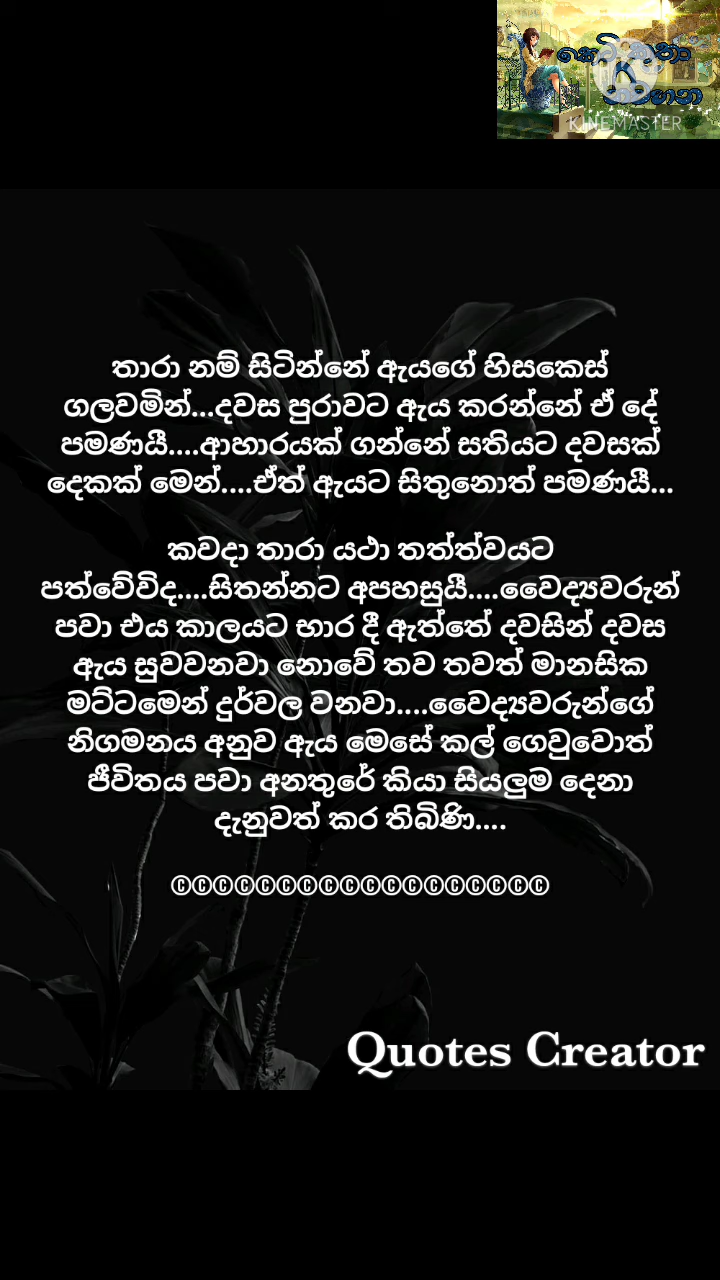 කෙටි කතා
KINEMASTER
තාරා නම් සිටින්නේ ඇයගේ හිසකෙස්
ගලවමින්...දවස පුරාවට ඇය කරන්නේ ඒ දේ
පමණයී....ආහාරයක් ගන්නේ සතියට දවසක්
දෙකක් මෙන්....ඒත් ඇයට සිතුනොත් පමණයී...
කවදා තාරා යථා තත්ත්වයට
පත්වේවිද....සිතන්නට අපහසුයී....වෛද්‍යවරුන්
පවා එය කාලයට භාර දී ඇත්තේ දවසින් දවස
ඇය සුවවනවා නොවේ තව තවත් මානසික
මට්ටමෙන් දුර්වල වනවා....වෛද්‍යවරුන්ගේ
නිගමනය අනුව ඇය මෙසේ කල් ගෙවුවොත්
ජීවිතය පවා අනතුරේ කියා සියලුම දෙනා
දැනුවත් කර තිබිණි....
©©©©©©©©©©©©©©©©©©
Quotes Creator